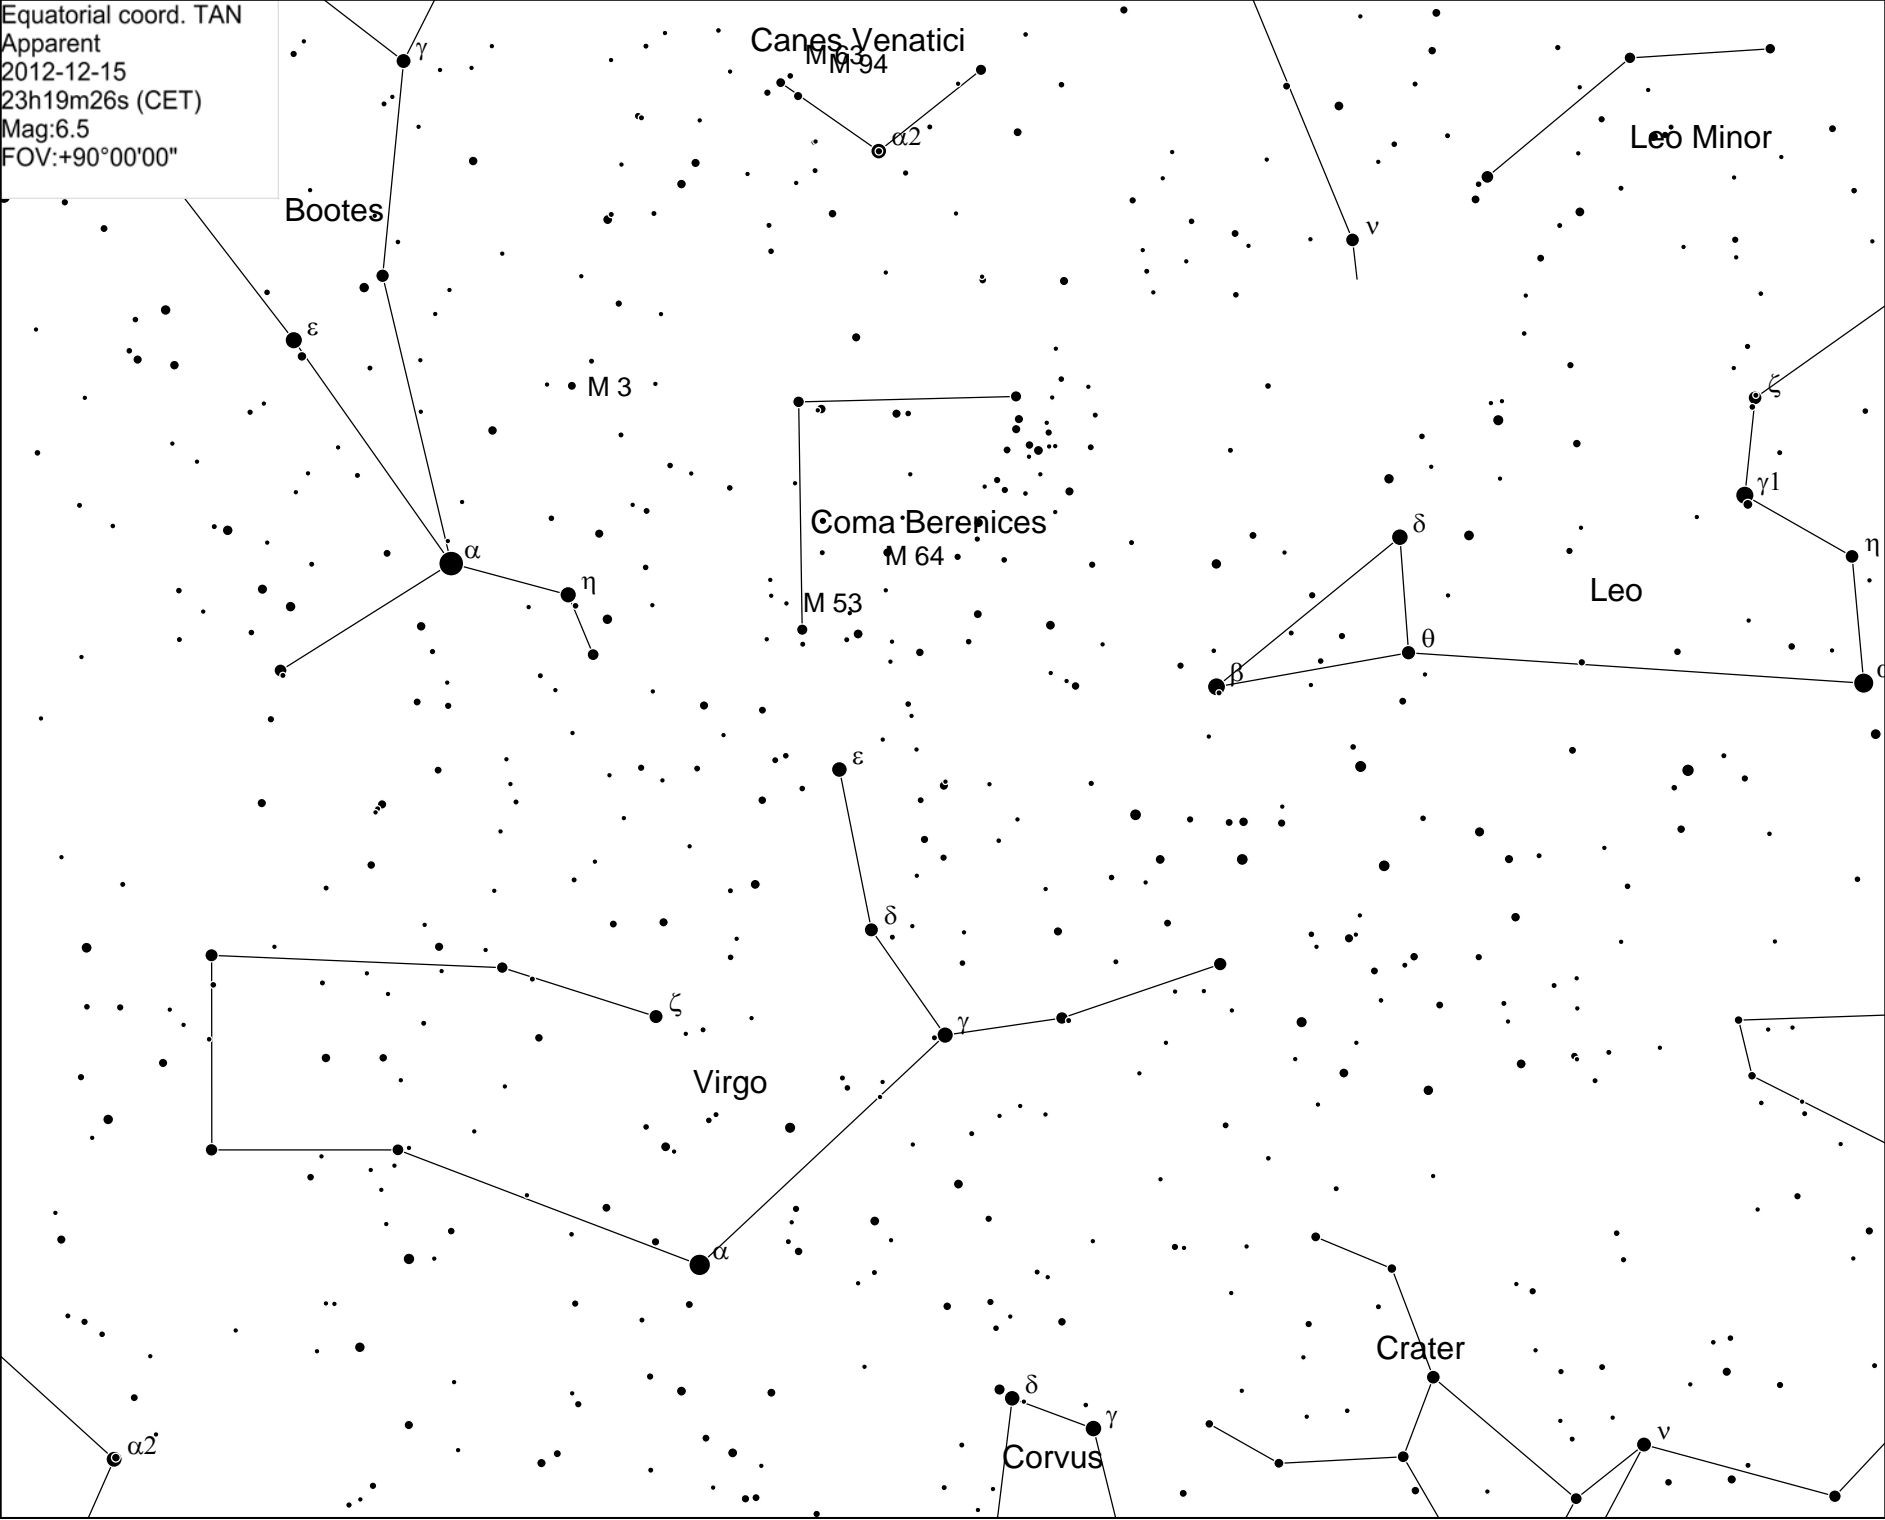 Equatorial coord. TAN
Apparent
2012-12-15
23h19m26s (CET)
Mag:6.5
FOV:+90°00'00"
γ
Canes Venatici
M 63
M 94
α2
Leo Minor
Bootes
ν
ε
M 3
ζ
γ1
Coma Berenices
δ
α
M 64
η
η
Leo
M 53
θ
β
α
ε
δ
ζ
γ
Virgo
α
Crater
δ
γ
Corvus
ν
α2